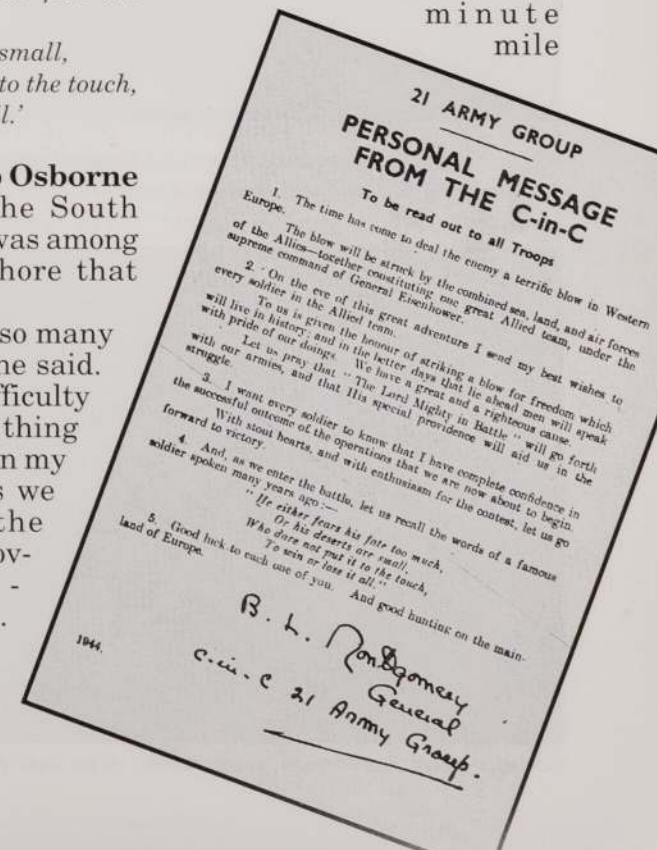 small,
to the touch,
l.'
Osborne
he South
was among
hore that
so many
he said.
fficulty
thing
n my
s we
the
ov-
-
.
minute
mile
21 ARMY GROUP
PERSONAL MESSAGE
FROM THE C-in-C
To be read out to all Troops
1. The time has come to deal the enemy a terrific blow in Western
Europe.
The blow will be struck by the combined sea, land, and air forces
of the Allies—together constituting one great Allied team, under the
supreme command of General Eisenhower.
2. On the eve of this great adventure I send my best wishes to
every soldier in the Allied team.
To us is given the honour of striking a blow for freedom which
will live in history; and in the better days that lie ahead men will speak
with pride of our doings. We have a great and a righteous cause.
Let us pray that "The Lord Mighty in Battle" will go forth
with our armies, and that His special providence will aid us in the
struggle.
3. I want every soldier to know that I have complete confidence in
the successful outcome of the operations that we are now about to begin.
With stout hearts, and with enthusiasm for the contest, let us go
forward to victory.
4. And, as we enter the battle, let us recall the words of a famous
soldier spoken many years ago:—
"He either fears his fate too much,
Or his deserts are small,
Who dare not put it to the touch,
To win or lose it all."
5. Good luck to each one of you. And good hunting on the main-
land of Europe.
B. L. Montgomery
General
C.-in-C 21 Army Group.
1944.